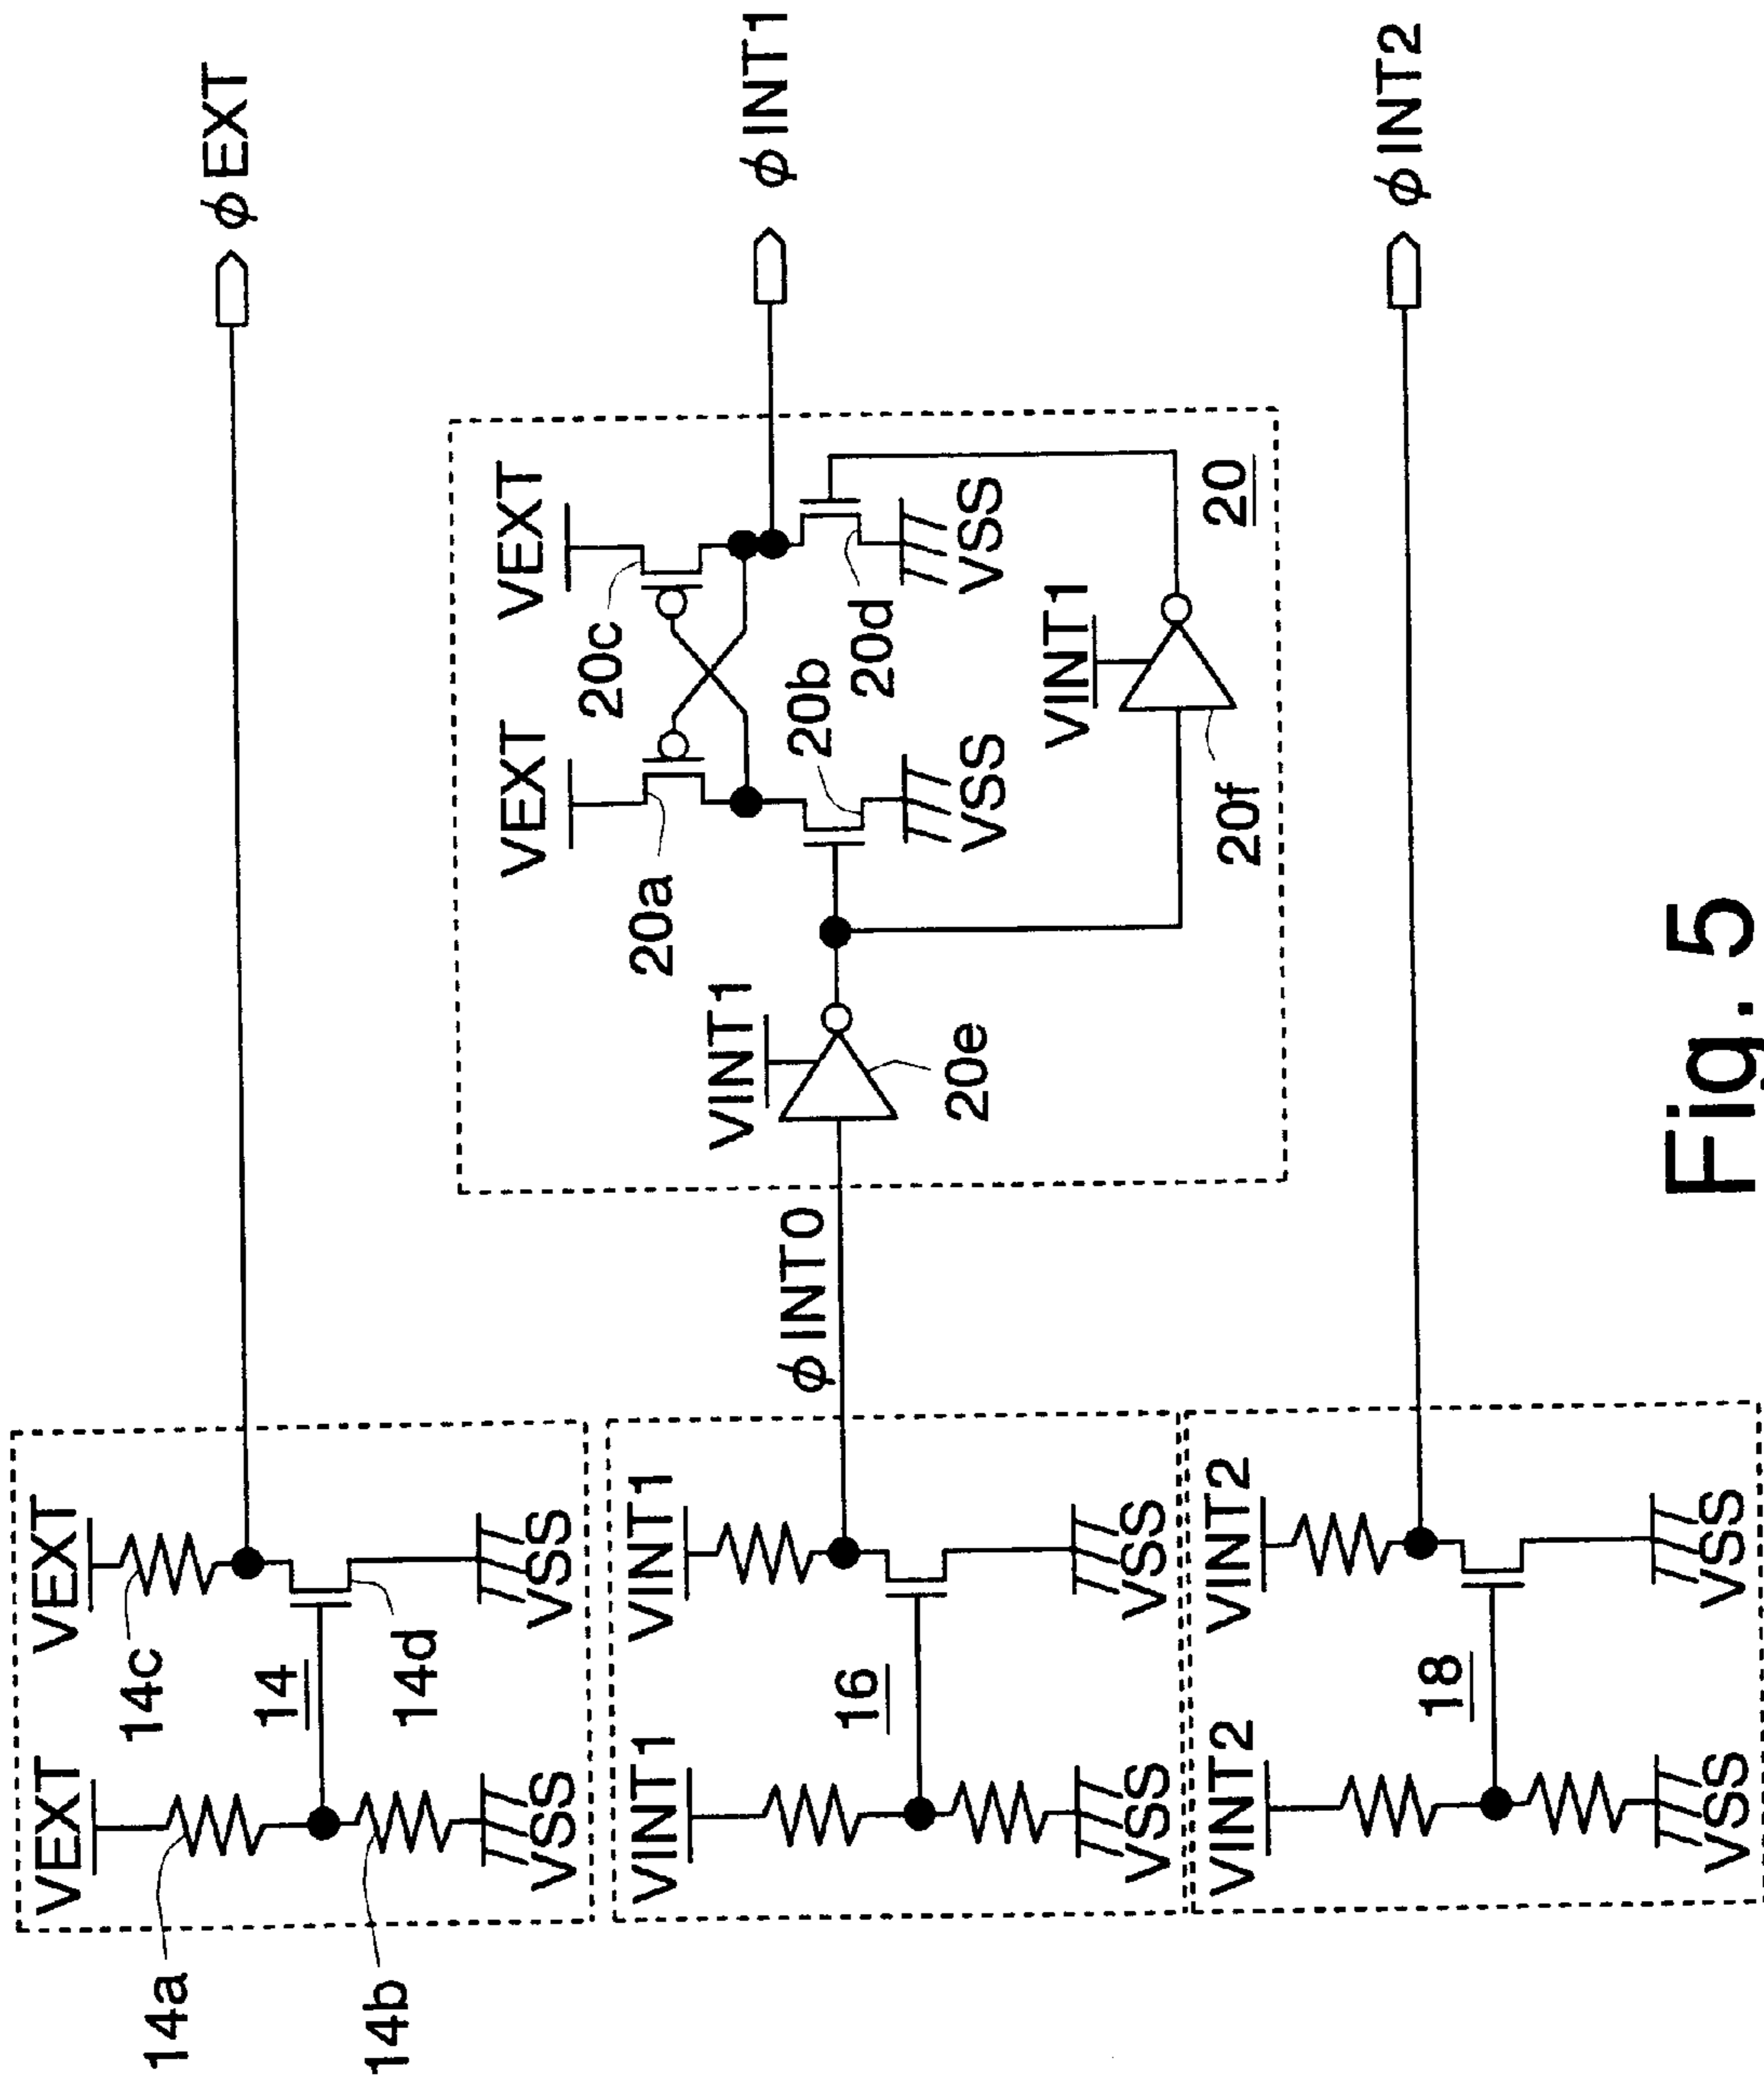 VEXT
VEXT
14c
14a
14
14d
14b
VSS
VSS
φEXT
VINT1
VINT1
16
VSS
VSS
φINT0
VEXT
VEXT
20c
20a
20b
20d
VINT1
20e
VSS
VSS
VINT1
20f
20
φINT1
VINT2
VINT2
18
VSS
VSS
φINT2
Fig. 5